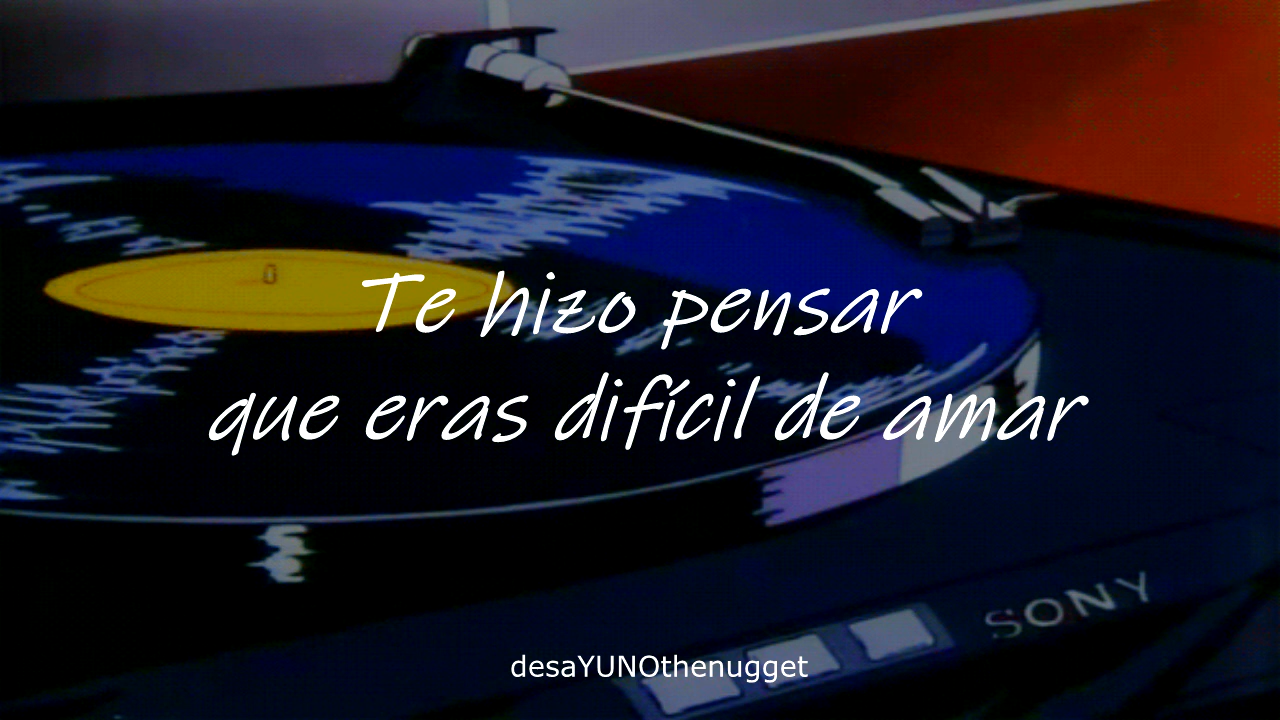 Te hizo pensar
que eras difícil de amar
SONY
desaYUNOthenugget